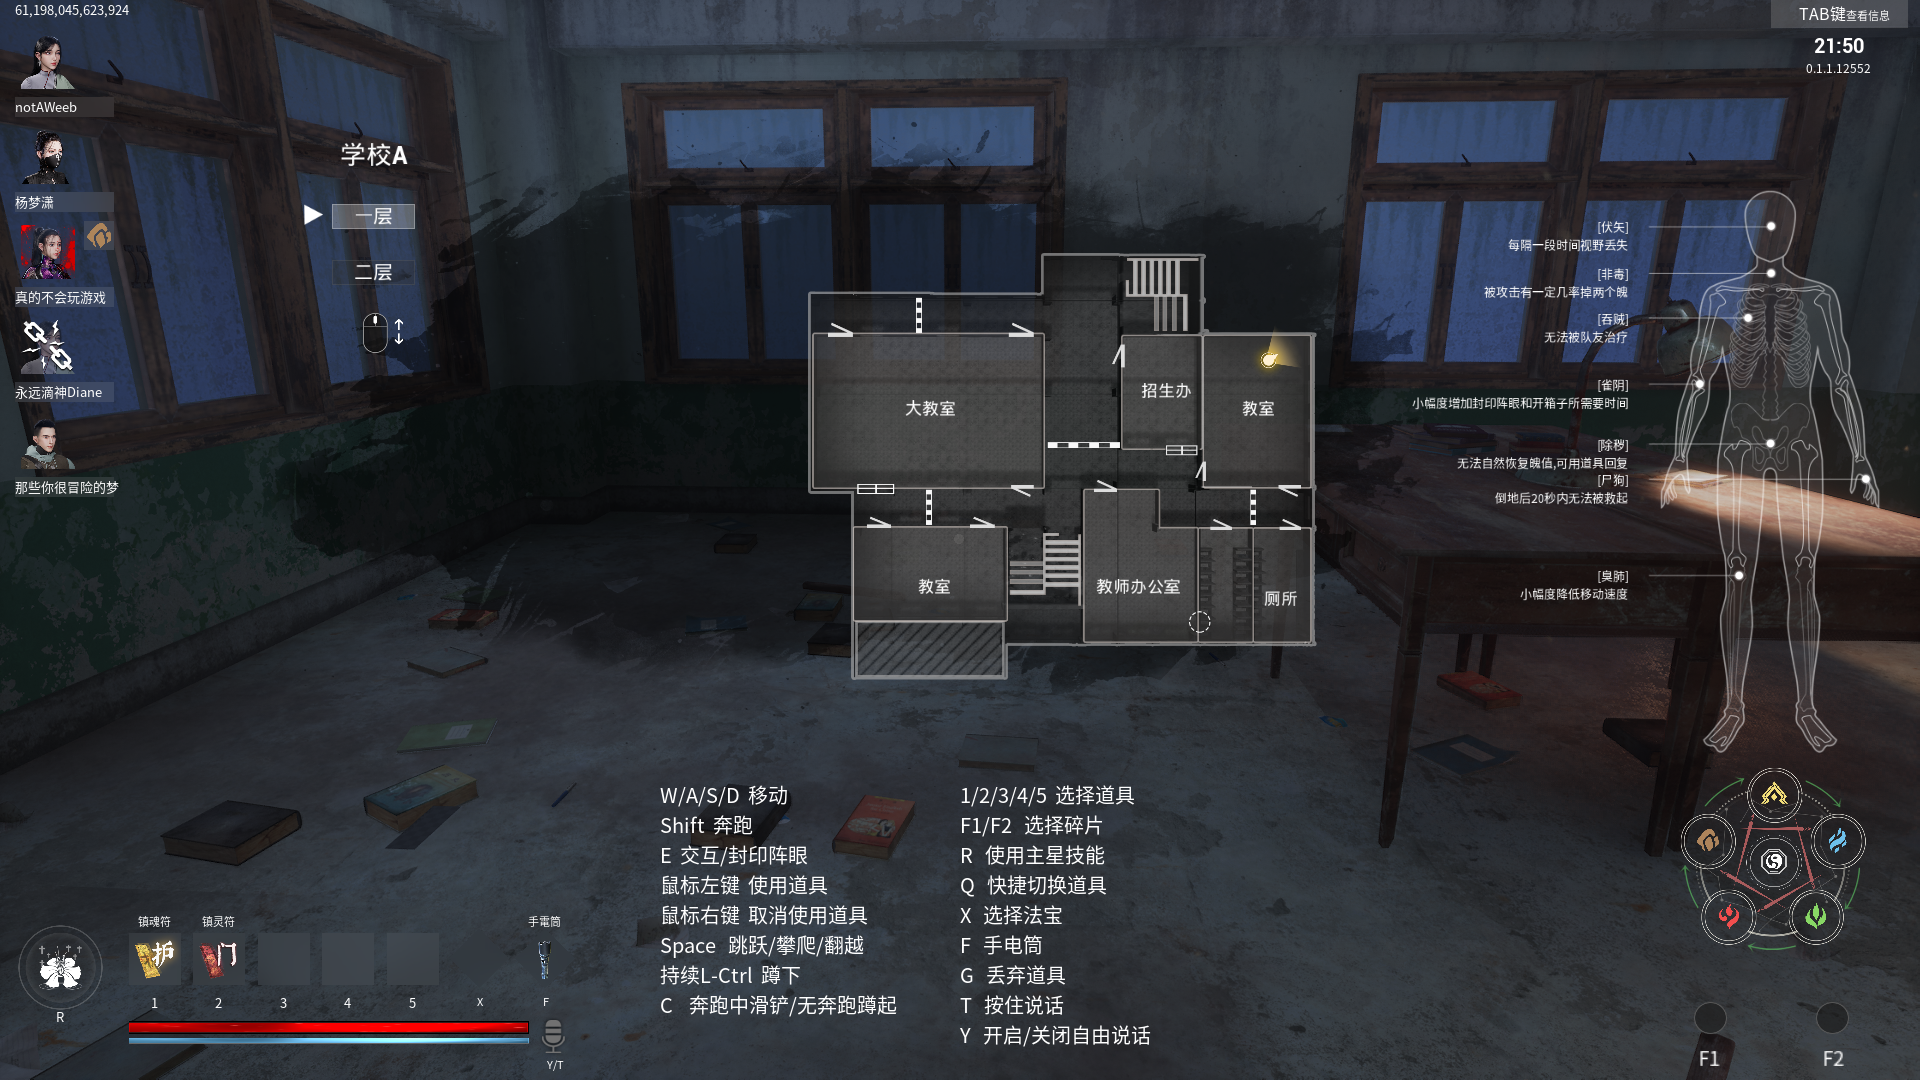 61,198,045,623,924
notAWeeb
杨梦潇
真的不会玩游戏
永远滴神Diane
那些你很冒险的梦
学校A
一层
二层
TAB键查看信息
21:50
0.1.1.12552
大教室
招生办
教室
教室
教师办公室
厕所
[伏矢]
每隔一段时间视野丢失
[非毒]
被攻击有一定几率掉两个魄
[吞贼]
无法被队友治疗
[雀阴]
小幅度增加封印阵眼和开箱子所需要时间
[除秽]
无法自然恢复魄值,可用道具回复
[尸狗]
倒地后20秒内无法被救起
[臭肺]
小幅度降低移动速度
W/A/S/D 移动
Shift 奔跑
E 交互/封印阵眼
鼠标左键 使用道具
鼠标右键 取消使用道具
Space 跳跃/攀爬/翻越
持续L-Ctrl 蹲下
C 奔跑中滑铲/无奔跑蹲起
1/2/3/4/5 选择道具
F1/F2 选择碎片
R 使用主星技能
Q 快捷切换道具
X 选择法宝
F 手电筒
G 丢弃道具
T 按住说话
Y 开启/关闭自由说话
镇魂符
镇灵符
手電筒
护
门
1
2
3
4
5
X
F
R
Y/T
F1
F2